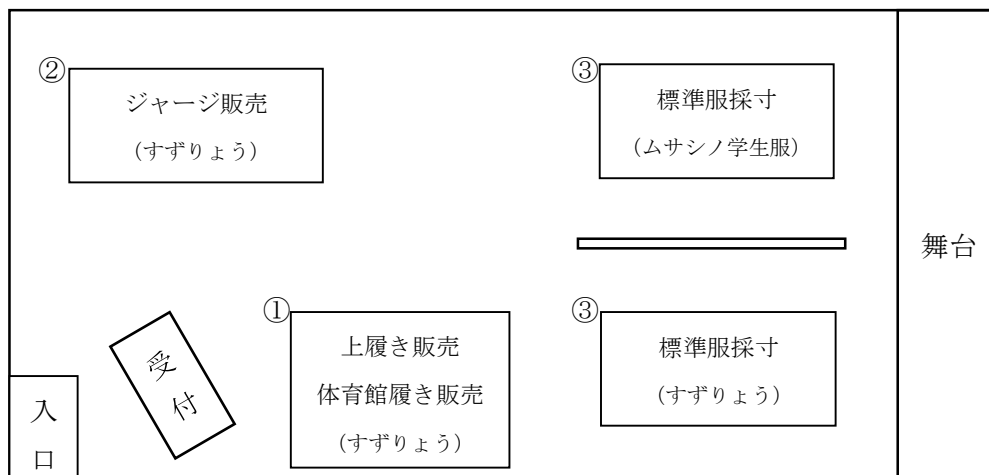 ②
ジャージ販売
（すずりょう）
③
標準服採寸
（ムサシノ学生服）
舞台
①
上履き販売
体育館履き販売
（すずりょう）
③
標準服採寸
（すずりょう）
受付
入口